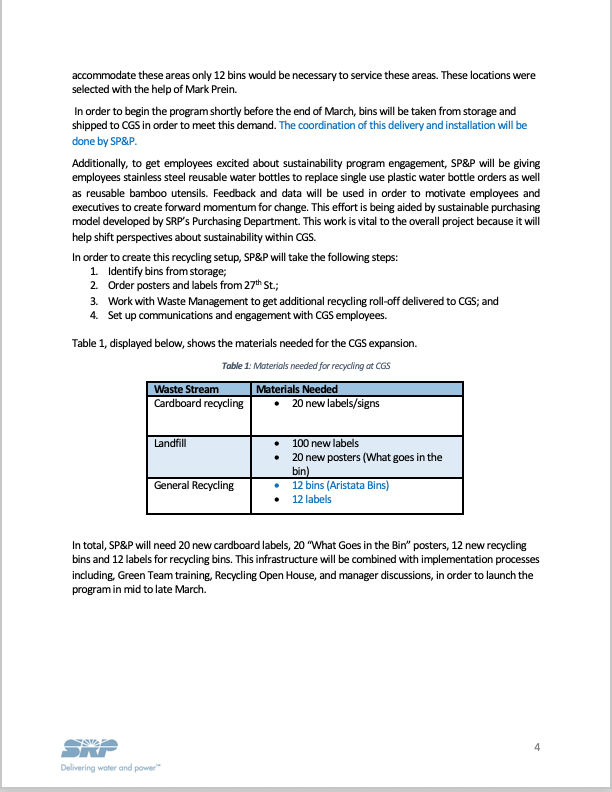 accommodate these areas only 12 bins would be necessary to service these areas. These locations were
selected with the help of Mark Prein.
In order to begin the program shortly before the end of March, bins will be taken from storage and
shipped to CGS in order to meet this demand. The coordination of this delivery and installation will be
done by SP&P.
Additionally, to get employees excited about sustainability program engagement, SP&P will be giving
employees stainless steel reusable water bottles to replace single use plastic water bottle orders as well
as reusable bamboo utensils. Feedback and data will be used in order to motivate employees and
executives to create forward momentum for change. This effort is being aided by sustainable purchasing
model developed by SRP's Purchasing Department. This work is vital to the overall project because it will
help shift perspectives about sustainability within CGS.
In order to create this recycling setup, SP&P will take the following steps:
1. Identify bins from storage;
2. Order posters and labels from 27th St.;
3. Work with Waste Management to get additional recycling roll-off delivered to CGS; and
4. Set up communications and engagement with CGS employees.
Table 1, displayed below, shows the materials needed for the CGS expansion.
Table 1: Materials needed for recycling at CGS
Waste Stream Materials Needed
Cardboard recycling • 20 new labels/signs
Landfill • 100 new labels
• 20 new posters (What goes in the
bin)
General Recycling • 12 bins (Aristata Bins)
• 12 labels
In total, SP&P will need 20 new cardboard labels, 20 "What Goes in the Bin" posters, 12 new recycling
bins and 12 labels for recycling bins. This infrastructure will be combined with implementation processes
including, Green Team training, Recycling Open House, and manager discussions, in order to launch the
program in mid to late March.
SRP
Delivering water and power™
4